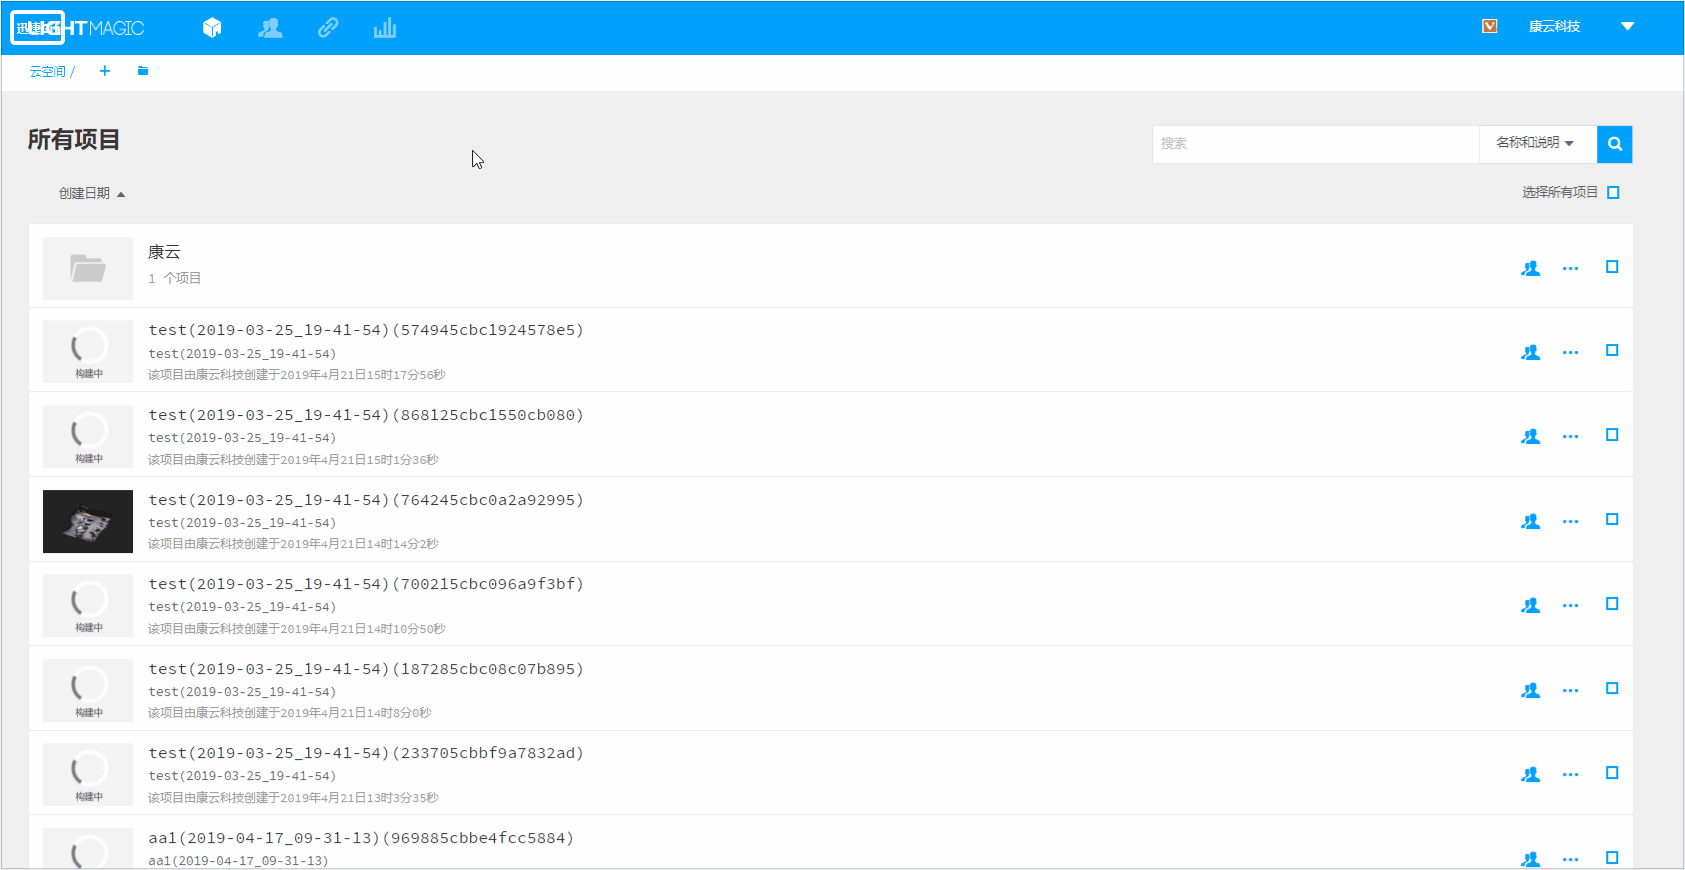 LIGHTMAGIC
康云科技
云空间 /
所有项目
搜索
名称和说明
创建日期
选择所有项目
康云
1 个项目
test(2019-03-25_19-41-54)(574945cbc1924578e5)
test(2019-03-25_19-41-54)
该项目由康云科技创建于2019年4月21日15时17分56秒
构建中
test(2019-03-25_19-41-54)(868125cbc1550cb080)
test(2019-03-25_19-41-54)
该项目由康云科技创建于2019年4月21日15时1分36秒
构建中
test(2019-03-25_19-41-54)(764245cbc0a2a92995)
test(2019-03-25_19-41-54)
该项目由康云科技创建于2019年4月21日14时14分2秒
test(2019-03-25_19-41-54)(700215cbc096a9f3bf)
test(2019-03-25_19-41-54)
该项目由康云科技创建于2019年4月21日14时10分50秒
构建中
test(2019-03-25_19-41-54)(187285cbc08c07b895)
test(2019-03-25_19-41-54)
该项目由康云科技创建于2019年4月21日14时8分0秒
构建中
test(2019-03-25_19-41-54)(233705cbbf9a7832ad)
test(2019-03-25_19-41-54)
该项目由康云科技创建于2019年4月21日13时3分35秒
构建中
aa1(2019-04-17_09-31-13)(969885cbbe4fcc5884)
aa1(2019-04-17_09-31-13)